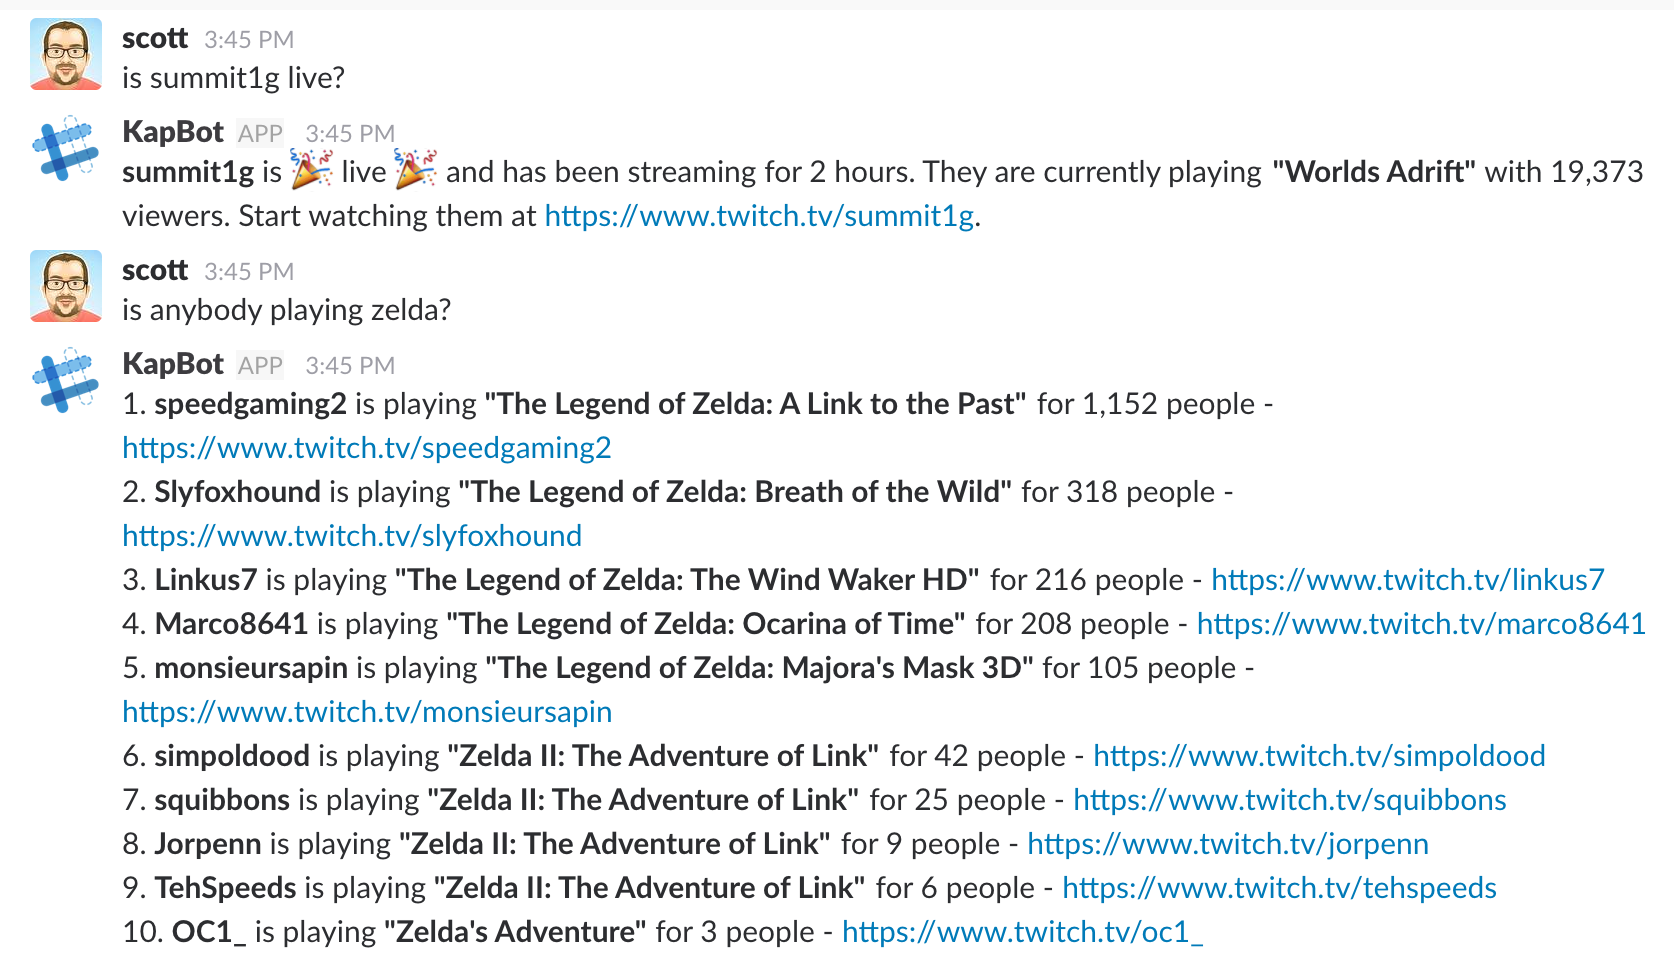 scott 3:45 PM
is summit1g live?
KapBot APP 3:45 PM
summit1g is 🎉 live 🎉 and has been streaming for 2 hours. They are currently playing "Worlds Adrift" with 19,373
viewers. Start watching them at https://www.twitch.tv/summit1g.
scott 3:45 PM
is anybody playing zelda?
KapBot APP 3:45 PM
1. speedgaming2 is playing "The Legend of Zelda: A Link to the Past" for 1,152 people -
https://www.twitch.tv/speedgaming2
2. Slyfoxhound is playing "The Legend of Zelda: Breath of the Wild" for 318 people -
https://www.twitch.tv/slyfoxhound
3. Linkus7 is playing "The Legend of Zelda: The Wind Waker HD" for 216 people - https://www.twitch.tv/linkus7
4. Marco8641 is playing "The Legend of Zelda: Ocarina of Time" for 208 people - https://www.twitch.tv/marco8641
5. monsieursapin is playing "The Legend of Zelda: Majora's Mask 3D" for 105 people -
https://www.twitch.tv/monsieursapin
6. simpoldood is playing "Zelda II: The Adventure of Link" for 42 people - https://www.twitch.tv/simpoldood
7. squibbons is playing "Zelda II: The Adventure of Link" for 25 people - https://www.twitch.tv/squibbons
8. Jorpenn is playing "Zelda II: The Adventure of Link" for 9 people - https://www.twitch.tv/jorpenn
9. TehSpeeds is playing "Zelda II: The Adventure of Link" for 6 people - https://www.twitch.tv/tehspeeds
10. OC1_ is playing "Zelda's Adventure" for 3 people - https://www.twitch.tv/oc1_